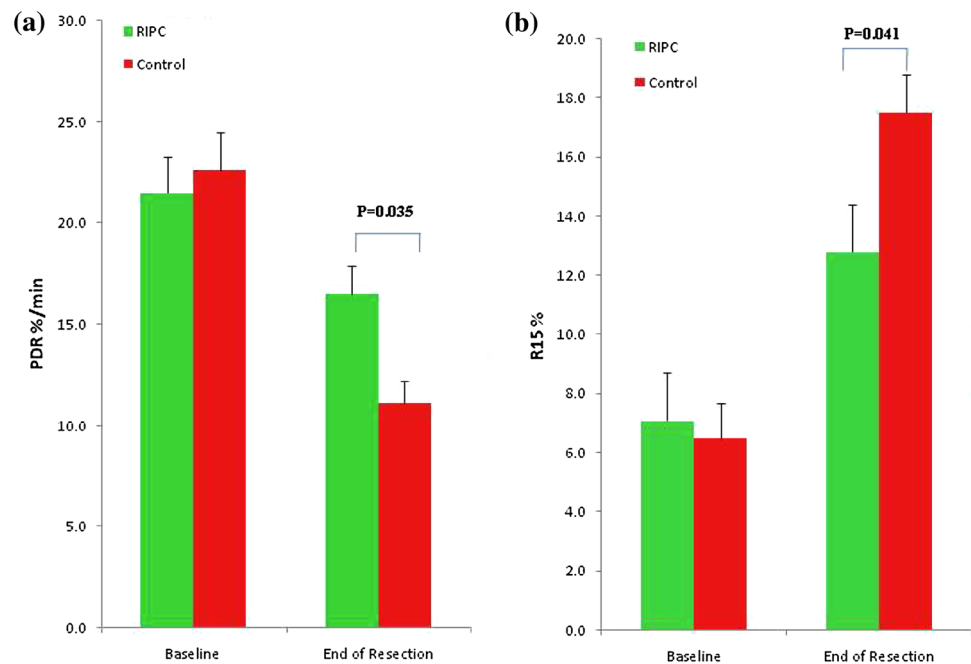 (a)
30.0
25.0
20.0
15.0
10.0
5.0
0.0
PDR %/min
RIPC
Control
P=0.035
Baseline
End of Resection
(b)
20.0
18.0
16.0
14.0
12.0
10.0
8.0
6.0
4.0
2.0
0.0
R15 %
RIPC
Control
P=0.041
Baseline
End of Resection